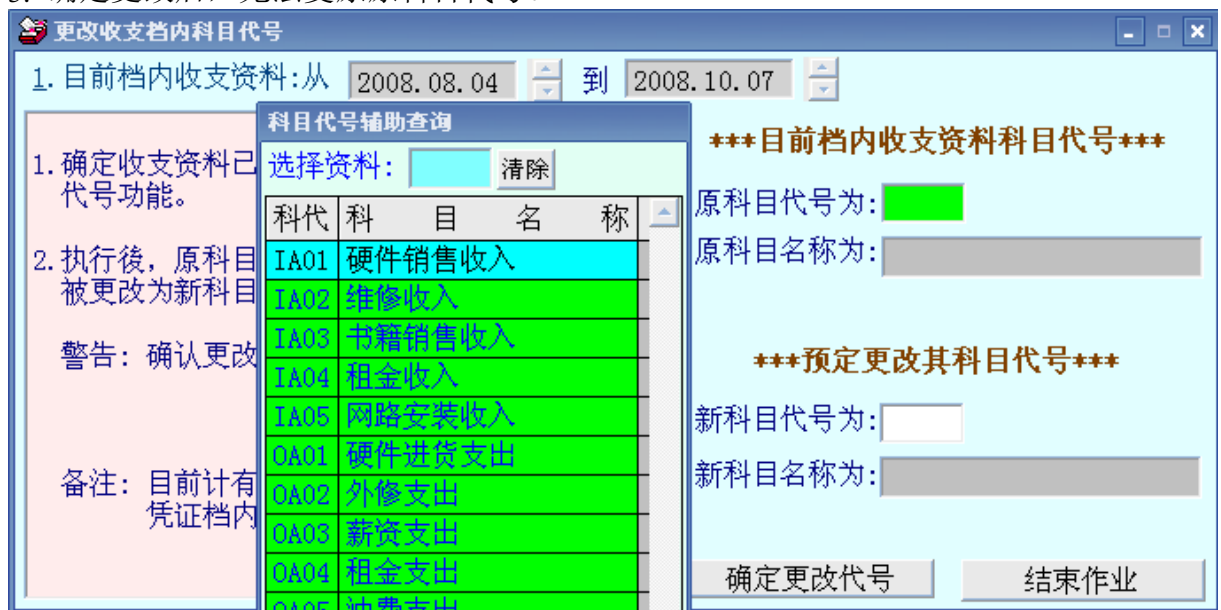 更改收支档内科目代号
1.目前档内收支资料:从 2008.08.04 到 2008.10.07
1.确定收支资料已
代号功能。
2.执行後，原科目
被更改为新科目
警告：确认更改
备注：目前计有
凭证档内
科目代号辅助查询
选择资料： 清除
科代 科目名称
IA01 硬件销售收入
IA02 维修收入
IA03 书籍销售收入
IA04 租金收入
IA05 网路安装收入
OA01 硬件进货支出
OA02 外修支出
OA03 薪资支出
OA04 租金支出
OA05 油费支出
***目前档内收支资料科目代号***
原科目代号为:
原科目名称为:
***预定更改其科目代号***
新科目代号为:
新科目名称为:
确定更改代号 结束作业